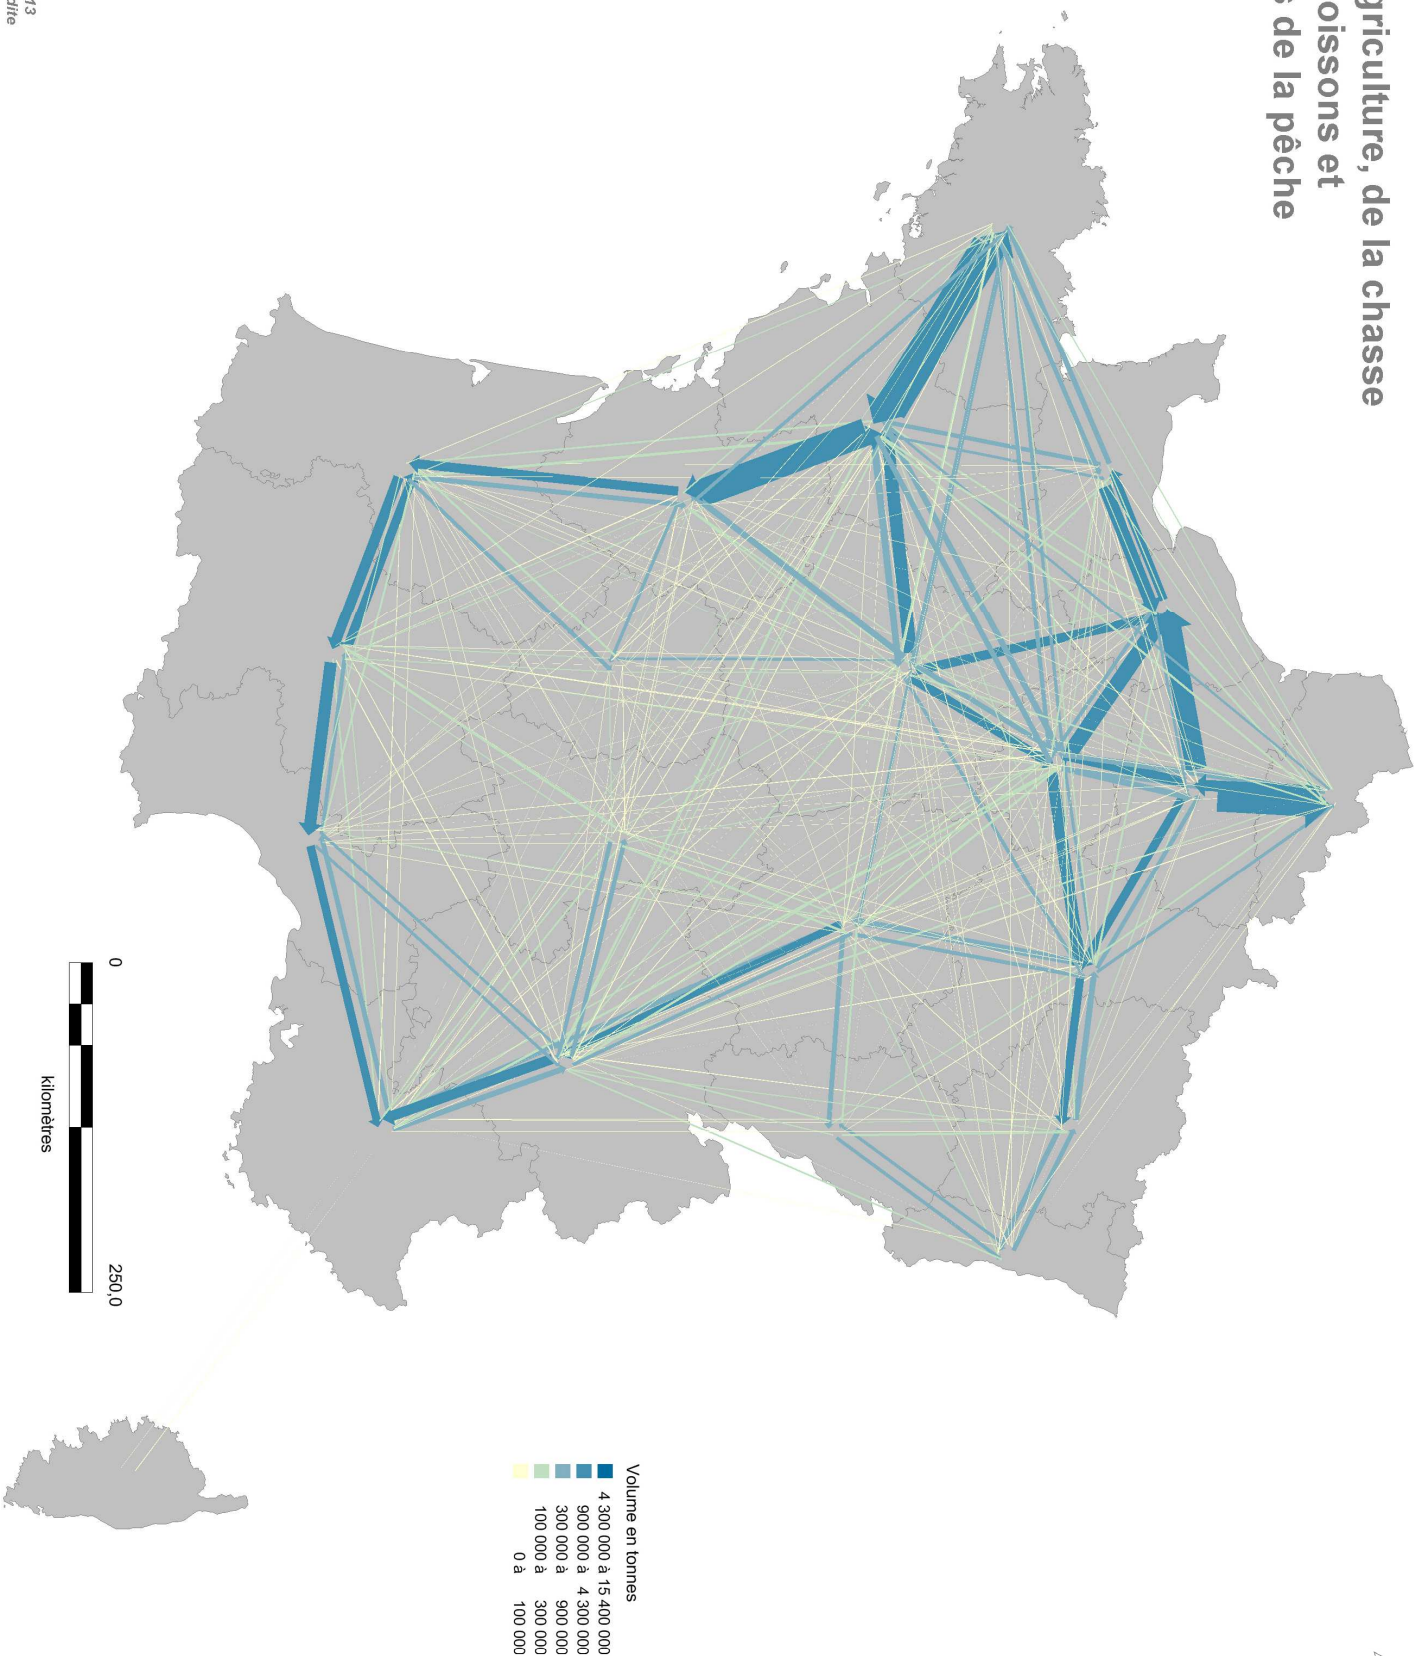 griculture, de la chasse
oissons et
s de la pêche
Volume en tonnes
4 300 000 à 15 400 000
900 000 à 4 300 000
300 000 à 900 000
100 000 à 300 000
0 à 100 000
0 250,0
kilomètres
13
dite